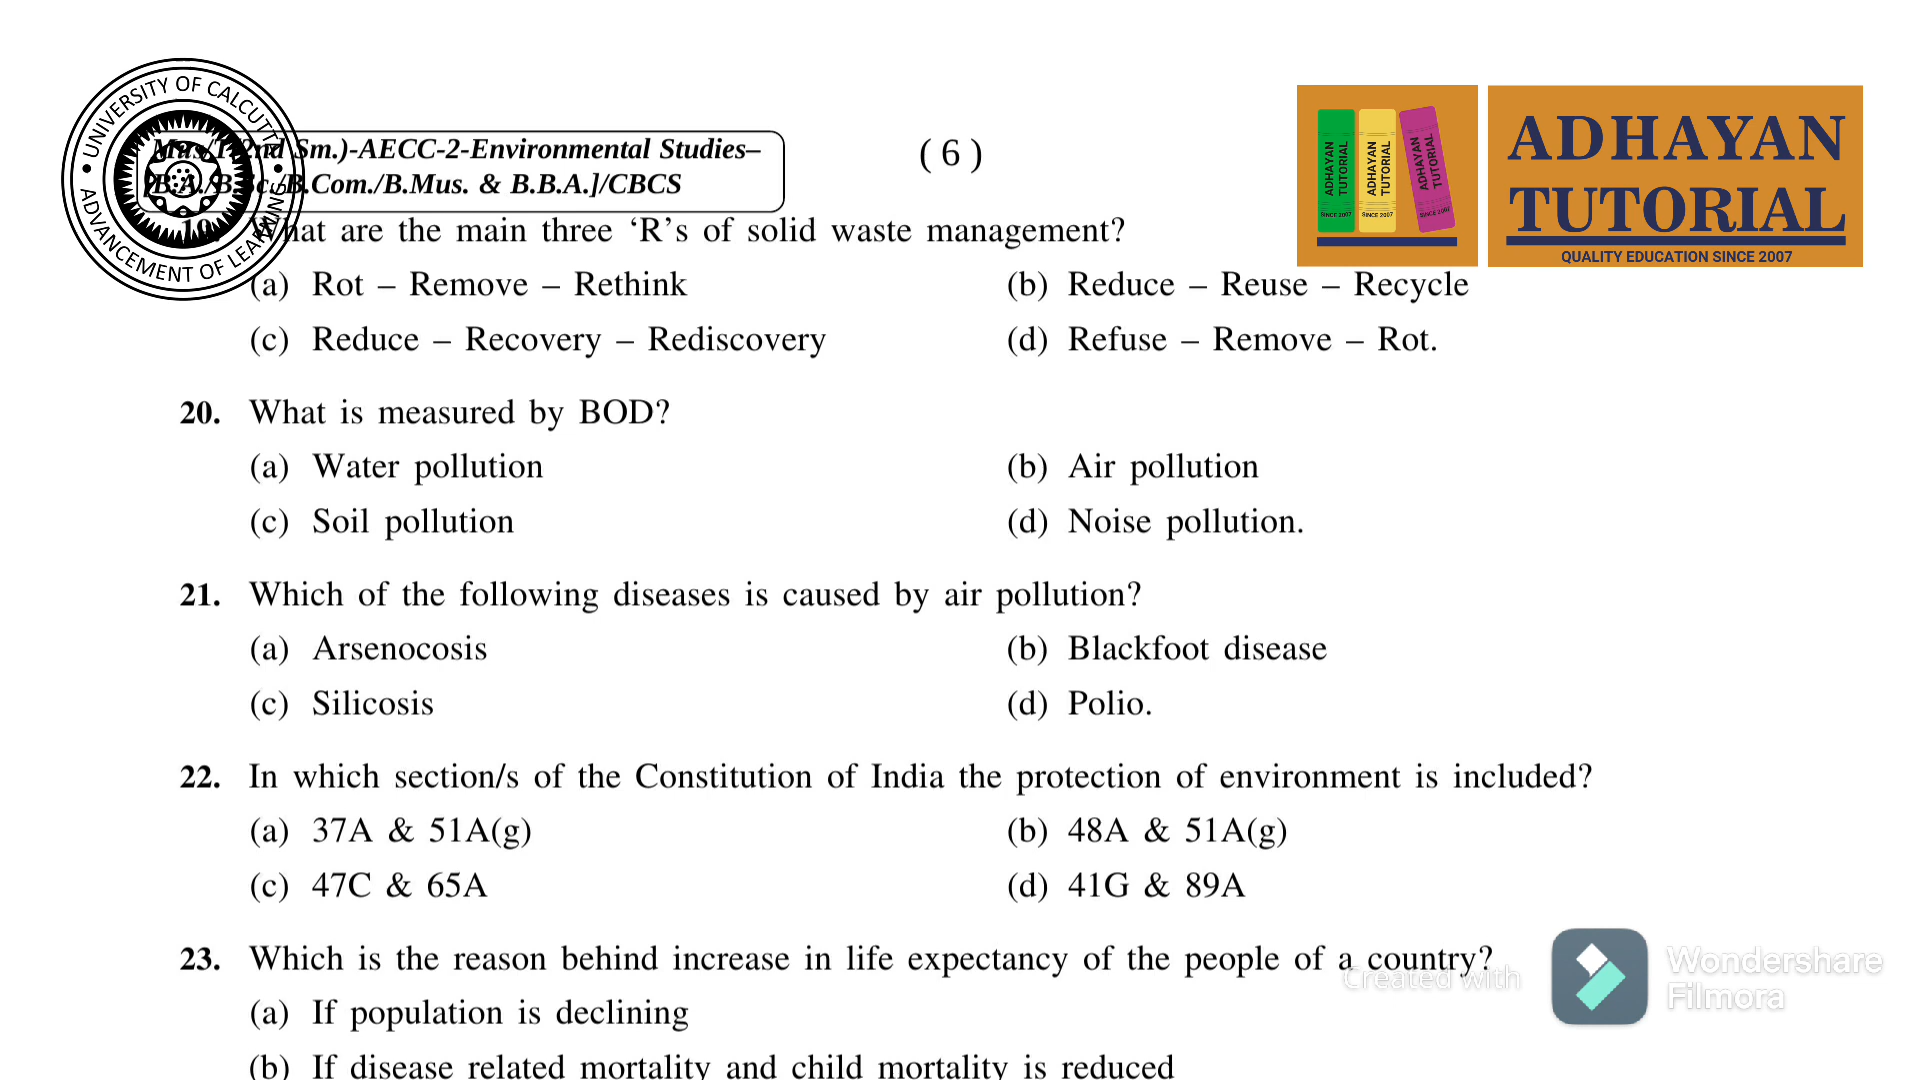 UNIVERSITY OF CALCUTTA
ADVANCEMENT OF LEARNING
Sm.)-AECC-2-Environmental Studies–
B.Com./B.Mus. & B.B.A.]/CBCS
( 6 )
ADHAYAN TUTORIAL
SINCE 2007
ADHAYAN TUTORIAL
SINCE 2007
ADHAYAN TUTORIAL
SINCE 2007
ADHAYAN
TUTORIAL
QUALITY EDUCATION SINCE 2007
19. What are the main three ‘R’s of solid waste management?
(a) Rot – Remove – Rethink (b) Reduce – Reuse – Recycle
(c) Reduce – Recovery – Rediscovery (d) Refuse – Remove – Rot.
20. What is measured by BOD?
(a) Water pollution (b) Air pollution
(c) Soil pollution (d) Noise pollution.
21. Which of the following diseases is caused by air pollution?
(a) Arsenocosis (b) Blackfoot disease
(c) Silicosis (d) Polio.
22. In which section/s of the Constitution of India the protection of environment is included?
(a) 37A & 51A(g) (b) 48A & 51A(g)
(c) 47C & 65A (d) 41G & 89A
23. Which is the reason behind increase in life expectancy of the people of a country?
(a) If population is declining
(b) If disease related mortality and child mortality is reduced
Created with
Wondershare
Filmora